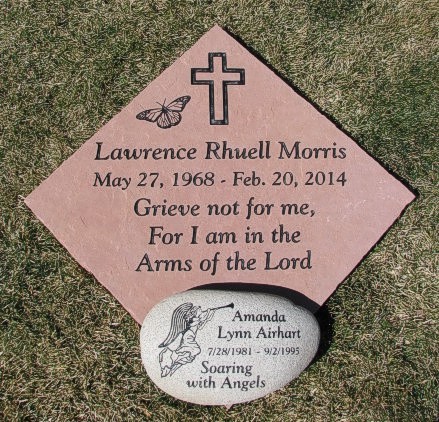 Lawrence Rhuell Morris
May 27, 1968 - Feb. 20, 2014
Grieve not for me,
For I am in the
Arms of the Lord
Amanda
Lynn Airhart
7/28/1981 - 9/2/1995
Soaring
with Angels